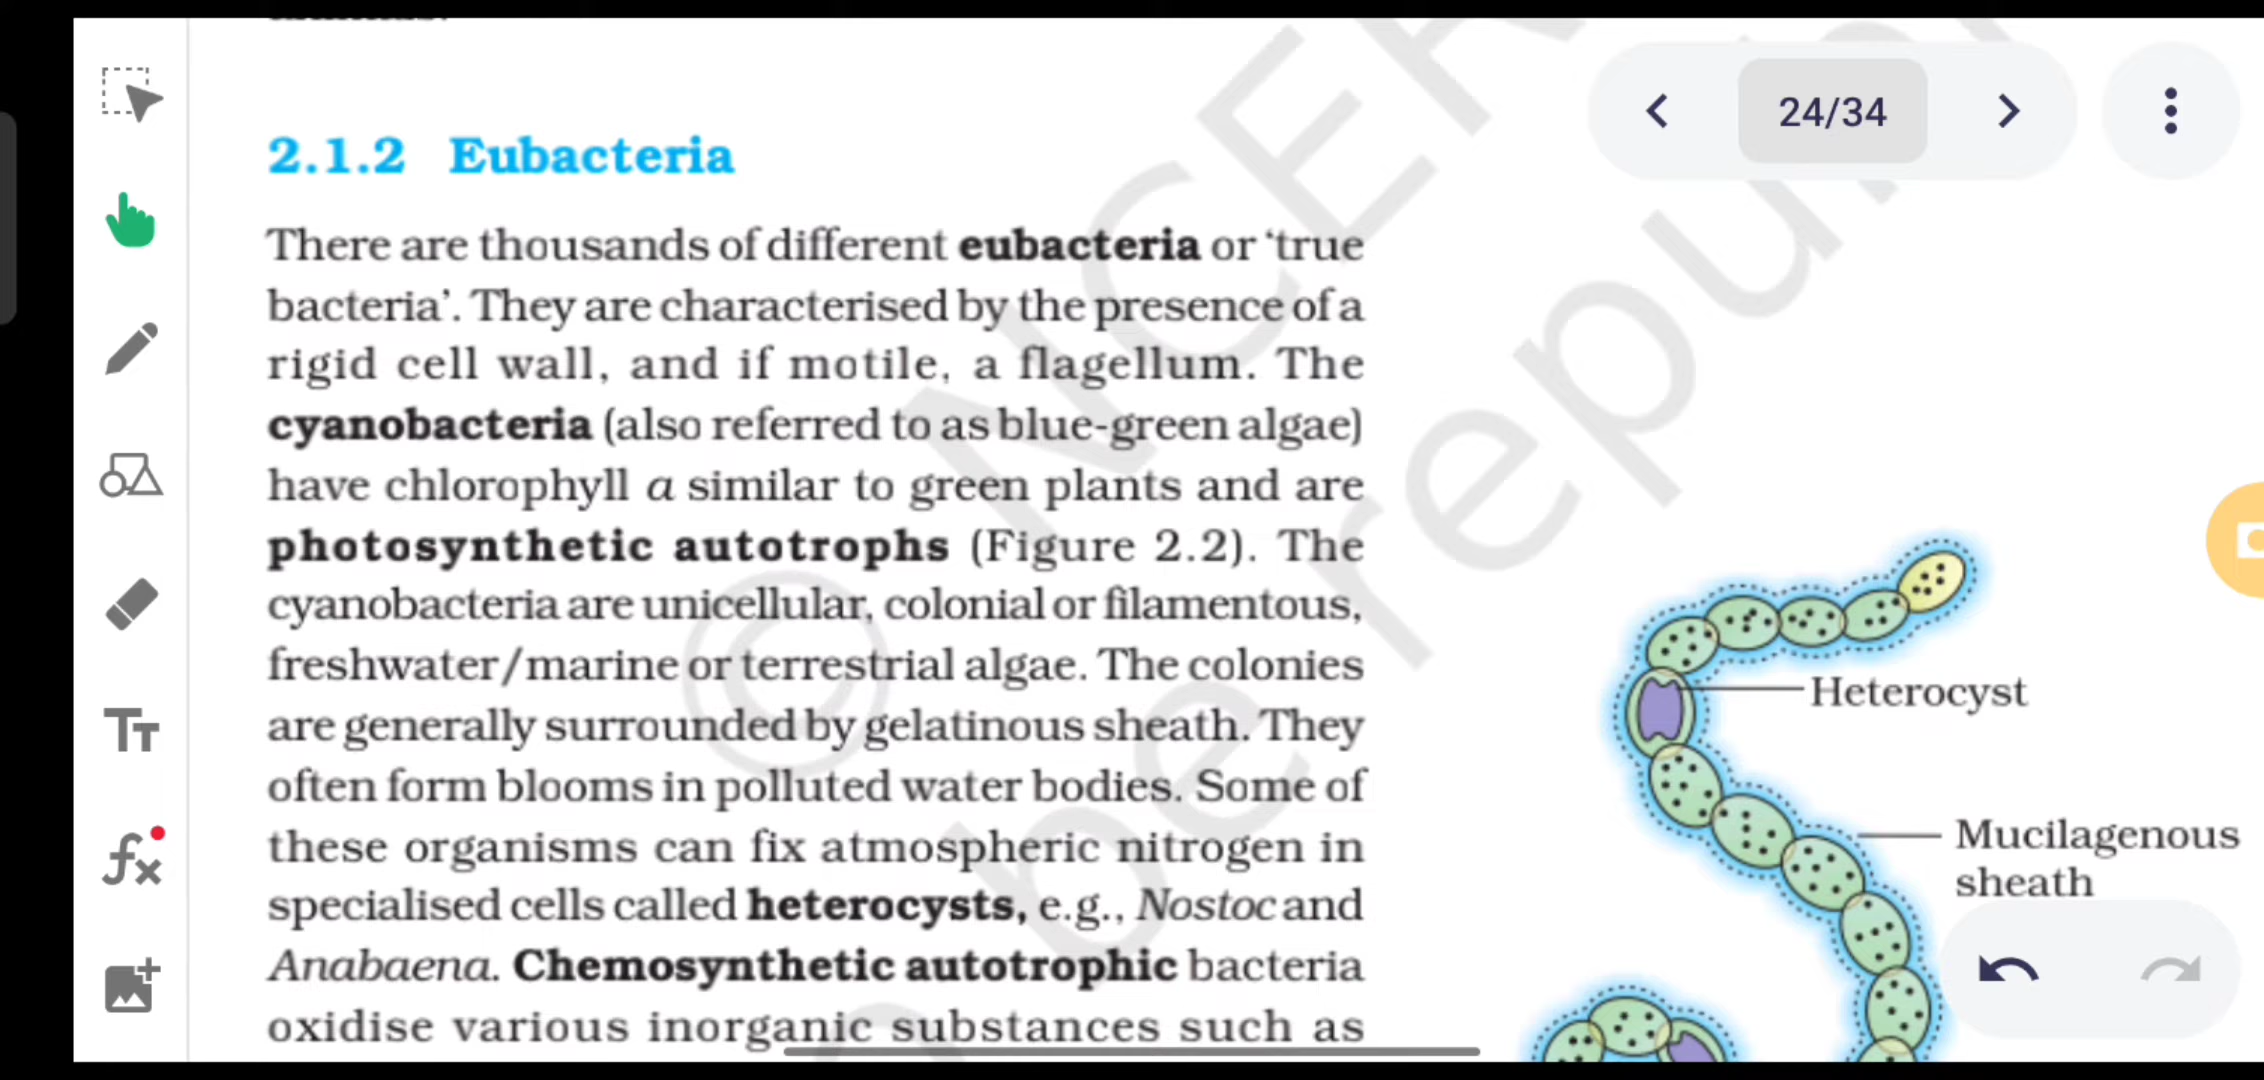 2.1.2 Eubacteria
There are thousands of different eubacteria or ‘true
bacteria’. They are characterised by the presence of a
rigid cell wall, and if motile, a flagellum. The
cyanobacteria (also referred to as blue-green algae)
have chlorophyll a similar to green plants and are
photosynthetic autotrophs (Figure 2.2). The
cyanobacteria are unicellular, colonial or filamentous,
freshwater/marine or terrestrial algae. The colonies
are generally surrounded by gelatinous sheath. They
often form blooms in polluted water bodies. Some of
these organisms can fix atmospheric nitrogen in
specialised cells called heterocysts, e.g., Nostoc and
Anabaena. Chemosynthetic autotrophic bacteria
oxidise various inorganic substances such as
24/34
Heterocyst
Mucilagenous
sheath
Tт
fx
© NCER
be repu